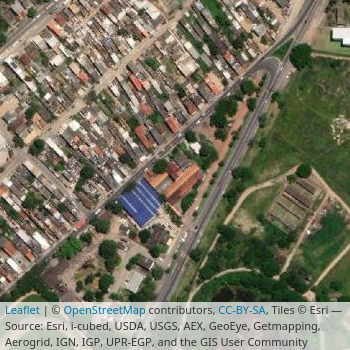 Leaflet | © OpenStreetMap contributors, CC-BY-SA, Tiles © Esri —
Source: Esri, i-cubed, USDA, USGS, AEX, GeoEye, Getmapping,
Aerogrid, IGN, IGP, UPR-EGP, and the GIS User Community